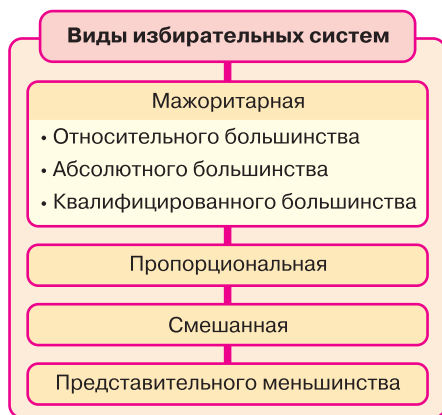 Виды избирательных систем
Мажоритарная
• Относительного большинства
• Абсолютного большинства
• Квалифицированного большинства
Пропорциональная
Смешанная
Представительного меньшинства